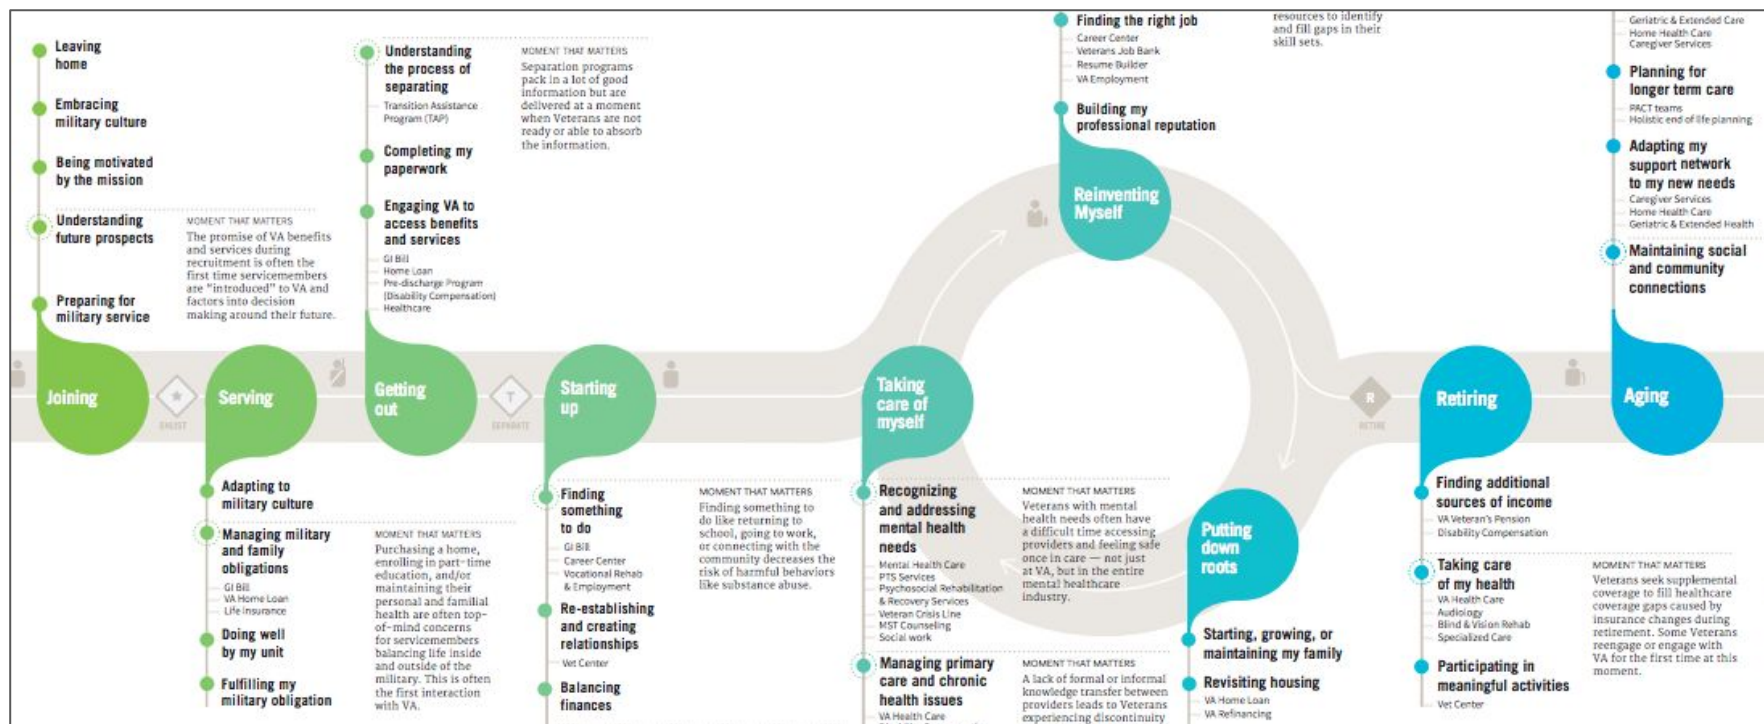 Leaving
home
Embracing
military culture
Being motivated
by the mission
Understanding
future prospects
MOMENT THAT MATTERS
The promise of VA benefits
and services during
recruitment is often the
first time servicemembers
are "introduced" to VA and
factors into decision
making around their future.
Preparing for
military service
Joining
ENLIST
Serving
Adapting to
military culture
Managing military
and family
obligations
GI Bill
VA Home Loan
Life Insurance
MOMENT THAT MATTERS
Purchasing a home,
enrolling in part-time
education, and/or
maintaining their
personal and familial
health are often top-
of-mind concerns
for servicemembers
balancing life inside
and outside of the
military. This is often
the first interaction
with VA.
Doing well
by my unit
Fulfilling my
military obligation
Understanding
the process of
separating
Transition Assistance
Program (TAP)
MOMENT THAT MATTERS
Separation programs
pack in a lot of good
information but are
delivered at a moment
when Veterans are not
ready or able to absorb
the information.
Completing my
paperwork
Engaging VA to
access benefits
and services
GI Bill
Home Loan
Pre-discharge Program
(Disability Compensation)
Healthcare
Getting
out
T
SEPARATE
Starting
up
Finding
something
to do
GI Bill
Career Center
Vocational Rehab
& Employment
MOMENT THAT MATTERS
Finding something to
do like returning to
school, going to work,
or connecting with the
community decreases the
risk of harmful behaviors
like substance abuse.
Re-establishing
and creating
relationships
Vet Center
Balancing
finances
Taking
care of
myself
Recognizing
and addressing
mental health
needs
Mental Health Care
PTS Services
Psychosocial Rehabilitation
& Recovery Services
Veteran Crisis Line
MST Counseling
Social work
MOMENT THAT MATTERS
Veterans with mental
health needs often have
a difficult time accessing
providers and feeling safe
once in care — not just
at VA, but in the entire
mental healthcare
industry.
Managing primary
care and chronic
health issues
VA Health Care
MOMENT THAT MATTERS
A lack of formal or informal
knowledge transfer between
providers leads to Veterans
experiencing discontinuity
Finding the right job
Career Center
Veterans Job Bank
Resume Builder
VA Employment
resources to identify
and fill gaps in their
skill sets.
Building my
professional reputation
Reinventing
Myself
Putting
down
roots
Starting, growing, or
maintaining my family
Revisiting housing
VA Home Loan
VA Refinancing
R
RETIRE
Retiring
Finding additional
sources of income
VA Veteran's Pension
Disability Compensation
Taking care
of my health
VA Health Care
Audiology
Blind & Vision Rehab
Specialized Care
MOMENT THAT MATTERS
Veterans seek supplemental
coverage to fill healthcare
coverage gaps caused by
insurance changes during
retirement. Some Veterans
reengage or engage with
VA for the first time at this
moment.
Participating in
meaningful activities
Vet Center
Geriatric & Extended Care
Home Health Care
Caregiver Services
Planning for
longer term care
PACT teams
Holistic end of life planning
Adapting my
support network
to my new needs
Caregiver Services
Home Health Care
Geriatric & Extended Health
Maintaining social
and community
connections
Aging